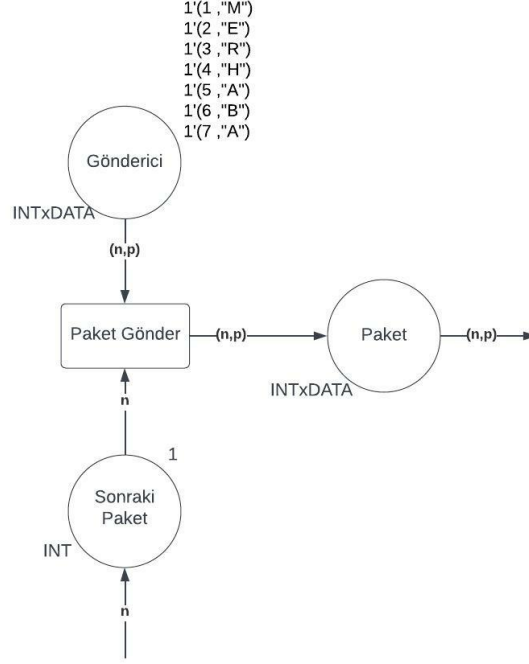 1'(1 ,"M")
1'(2 ,"E")
1'(3 ,"R")
1'(4 ,"H")
1'(5 ,"A")
1'(6 ,"B")
1'(7 ,"A")
Gönderici
INTxDATA
(n,p)
Paket Gönder
(n,p)
Paket
(n,p)
INTxDATA
n
1
Sonraki
Paket
INT
n